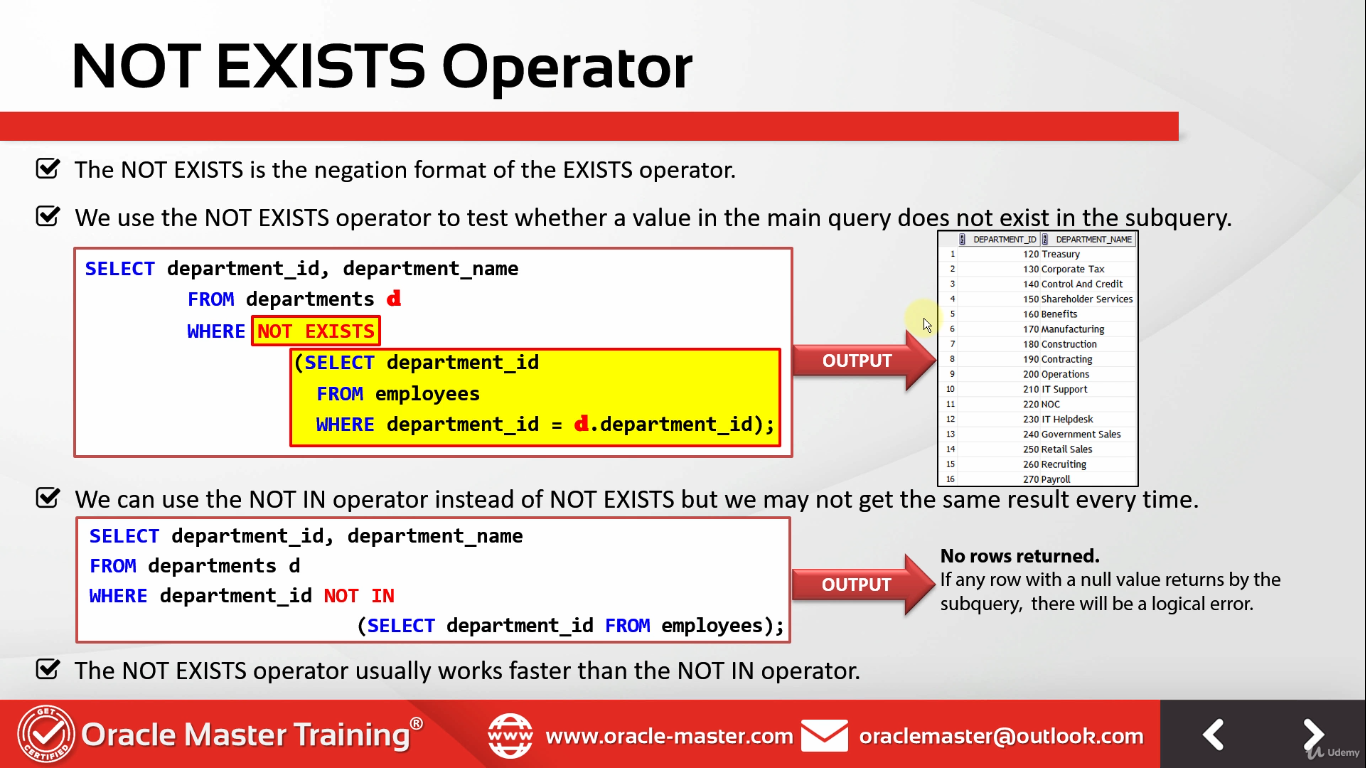 NOT EXISTS Operator
The NOT EXISTS is the negation format of the EXISTS operator.
We use the NOT EXISTS operator to test whether a value in the main query does not exist in the subquery.
SELECT department_id, department_name
FROM departments d
WHERE NOT EXISTS
(SELECT department_id
FROM employees
WHERE department_id = d.department_id);
OUTPUT
DEPARTMENT_ID DEPARTMENT_NAME
1 120 Treasury
2 130 Corporate Tax
3 140 Control And Credit
4 150 Shareholder Services
5 160 Benefits
6 170 Manufacturing
7 180 Construction
8 190 Contracting
9 200 Operations
10 210 IT Support
11 220 NOC
12 230 IT Helpdesk
13 240 Government Sales
14 250 Retail Sales
15 260 Recruiting
16 270 Payroll
We can use the NOT IN operator instead of NOT EXISTS but we may not get the same result every time.
SELECT department_id, department_name
FROM departments d
WHERE department_id NOT IN
(SELECT department_id FROM employees);
OUTPUT
No rows returned.
If any row with a null value returns by the
subquery, there will be a logical error.
The NOT EXISTS operator usually works faster than the NOT IN operator.
GET
CERTIFIED
Oracle Master Training®
WWW
www.oracle-master.com
oraclemaster@outlook.com
Udemy